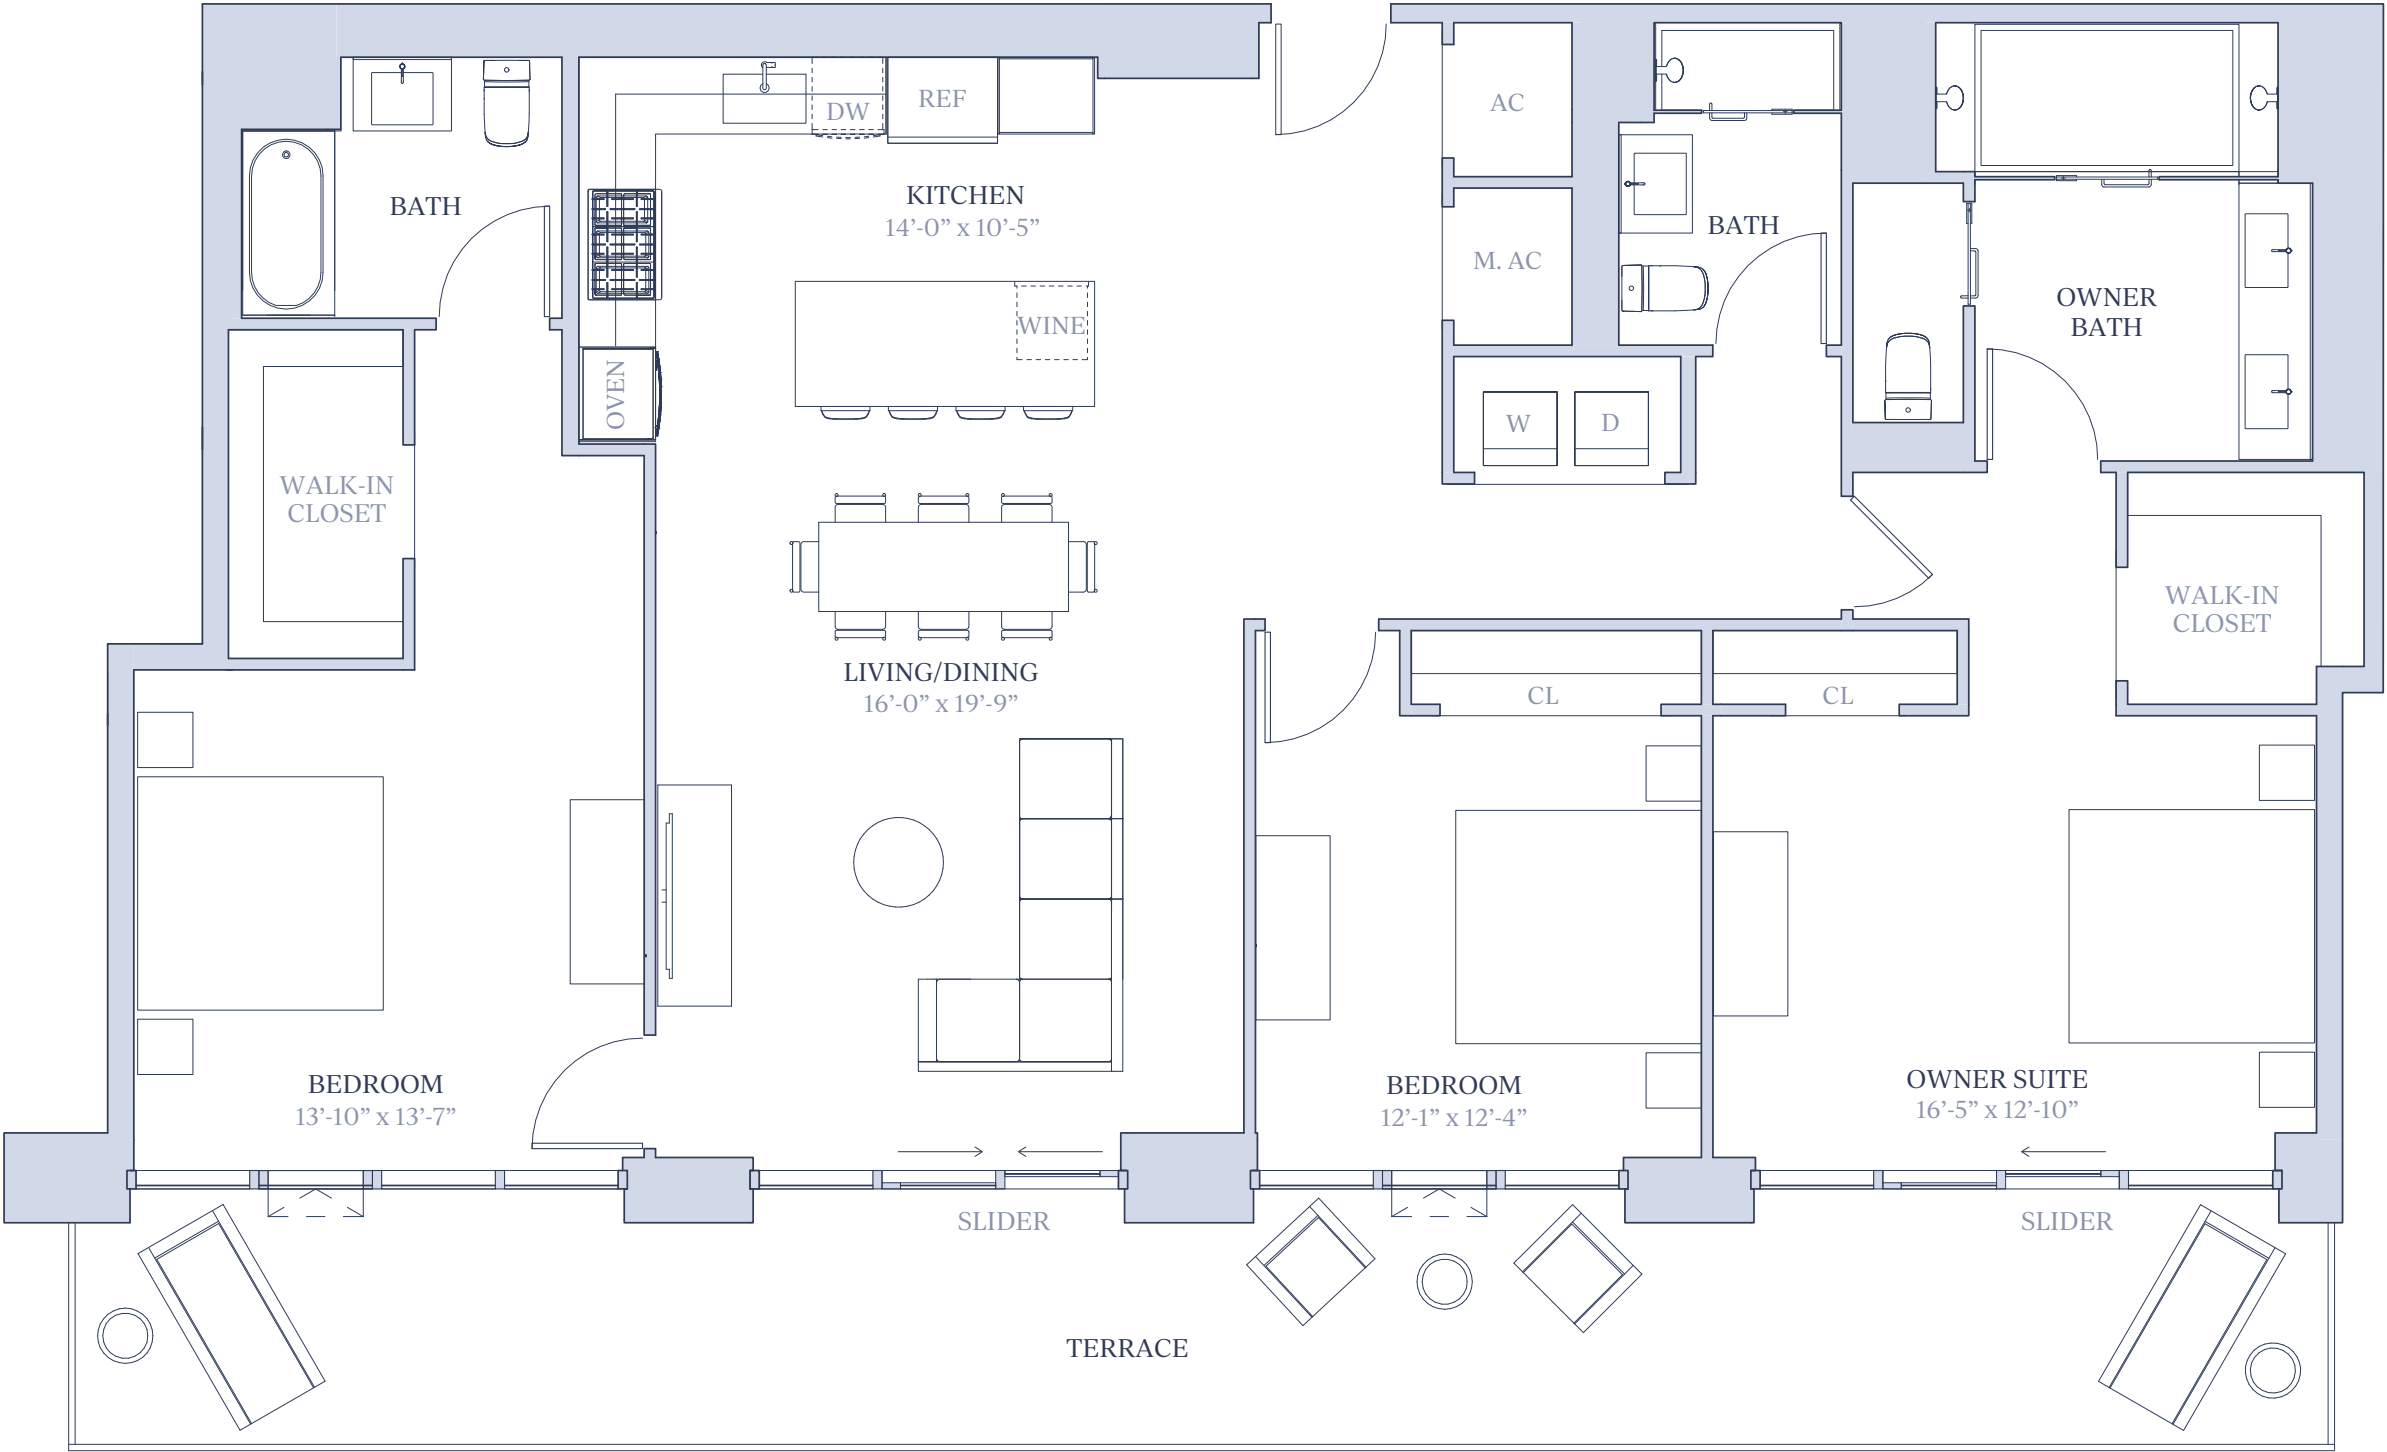 AC
DW
REF
KITCHEN
14’-0” x 10’-5”
BATH
BATH
M. AC
OWNER
BATH
WINE
OVEN
W
D
WALK-IN
CLOSET
WALK-IN
CLOSET
LIVING/DINING
16’-0” x 19’-9”
CL
CL
BEDROOM
13’-10” x 13’-7”
BEDROOM
12’-1” x 12’-4”
OWNER SUITE
16’-5” x 12’-10”
SLIDER
SLIDER
TERRACE